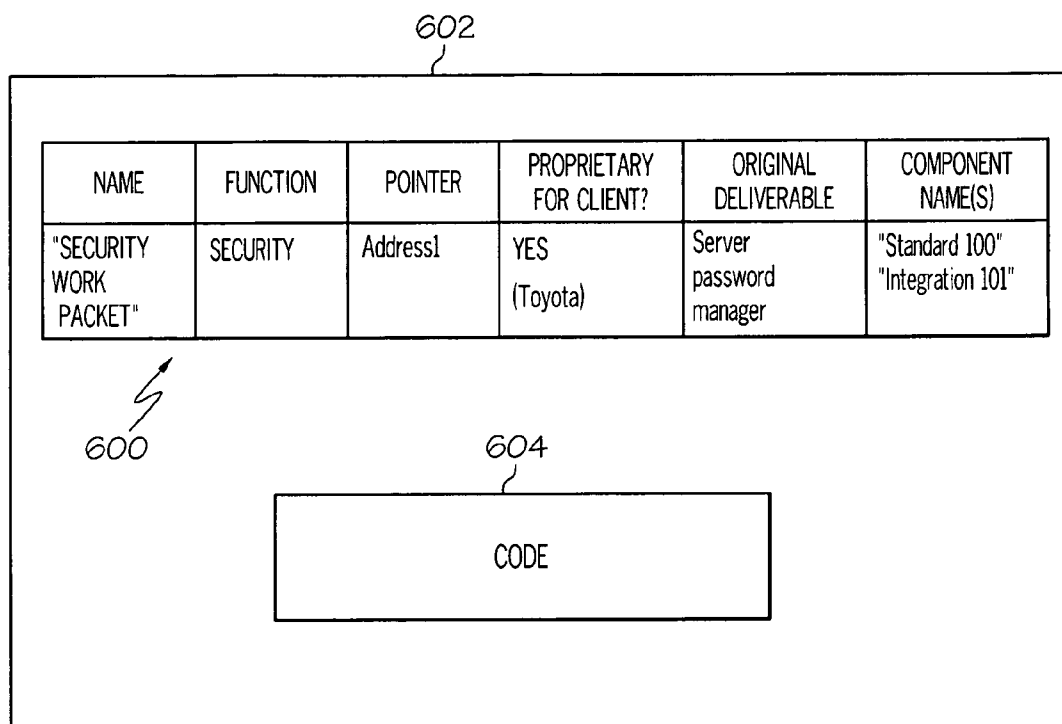 602
NAME FUNCTION POINTER PROPRIETARY FOR CLIENT? ORIGINAL DELIVERABLE COMPONENT NAME(S)
"SECURITY WORK PACKET" SECURITY Address1 YES (Toyota) Server password manager "Standard 100" "Integration 101"
600
604
CODE